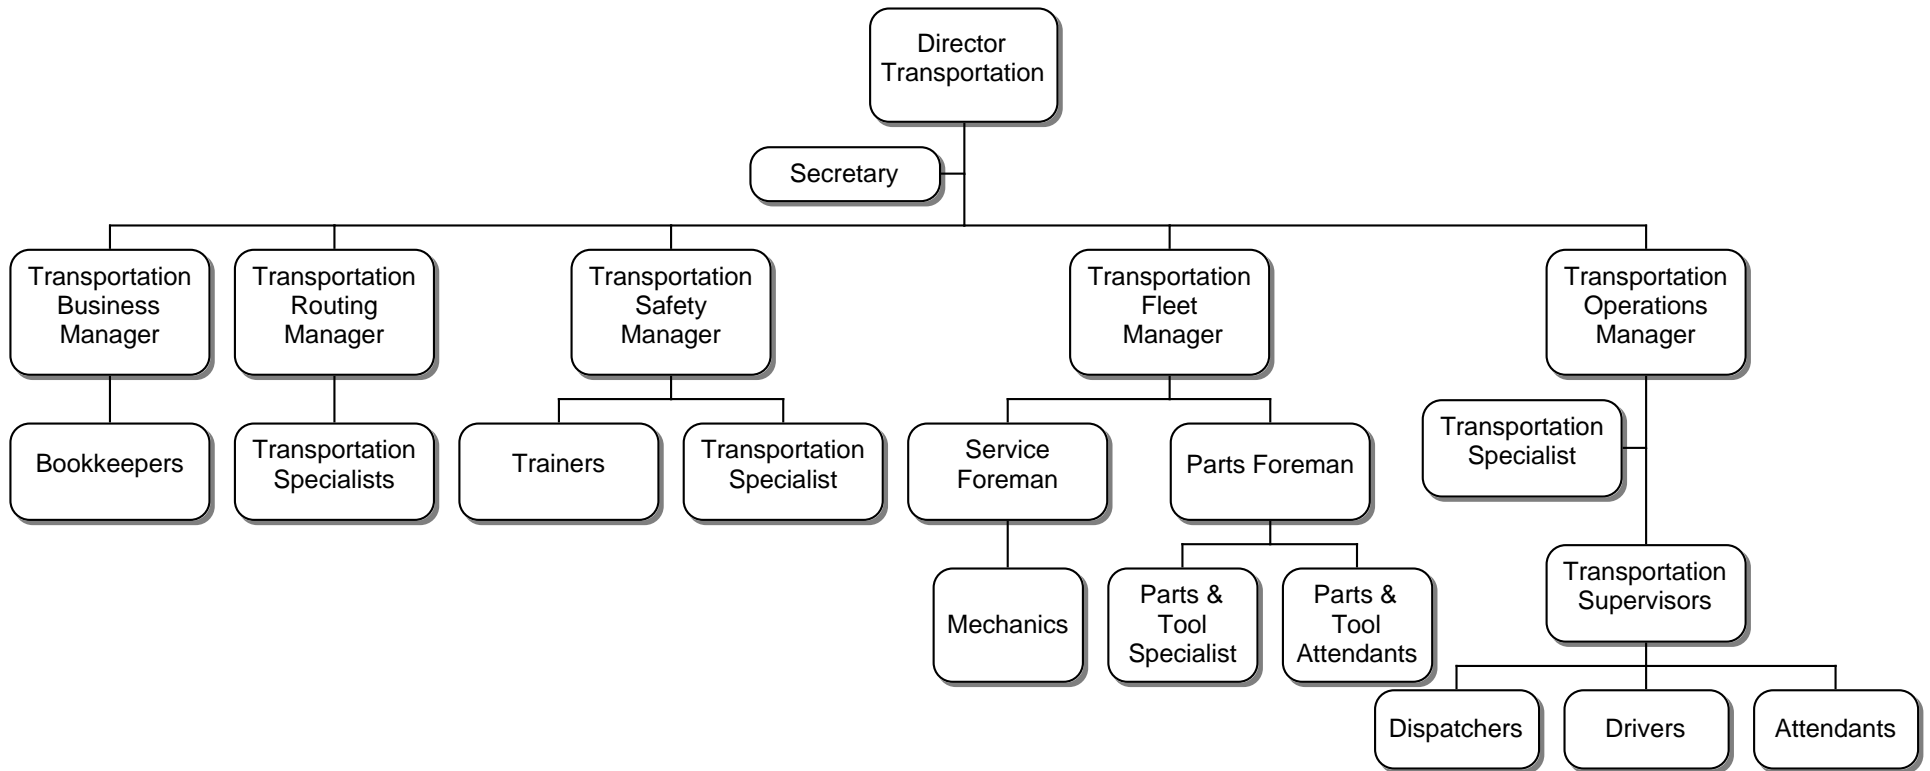 Director
Transportation
Secretary
Transportation
Business
Manager
Transportation
Routing
Manager
Transportation
Safety
Manager
Transportation
Fleet
Manager
Transportation
Operations
Manager
Bookkeepers
Transportation
Specialists
Trainers
Transportation
Specialist
Service
Foreman
Parts Foreman
Transportation
Specialist
Mechanics
Parts &
Tool
Specialist
Parts &
Tool
Attendants
Transportation
Supervisors
Dispatchers
Drivers
Attendants